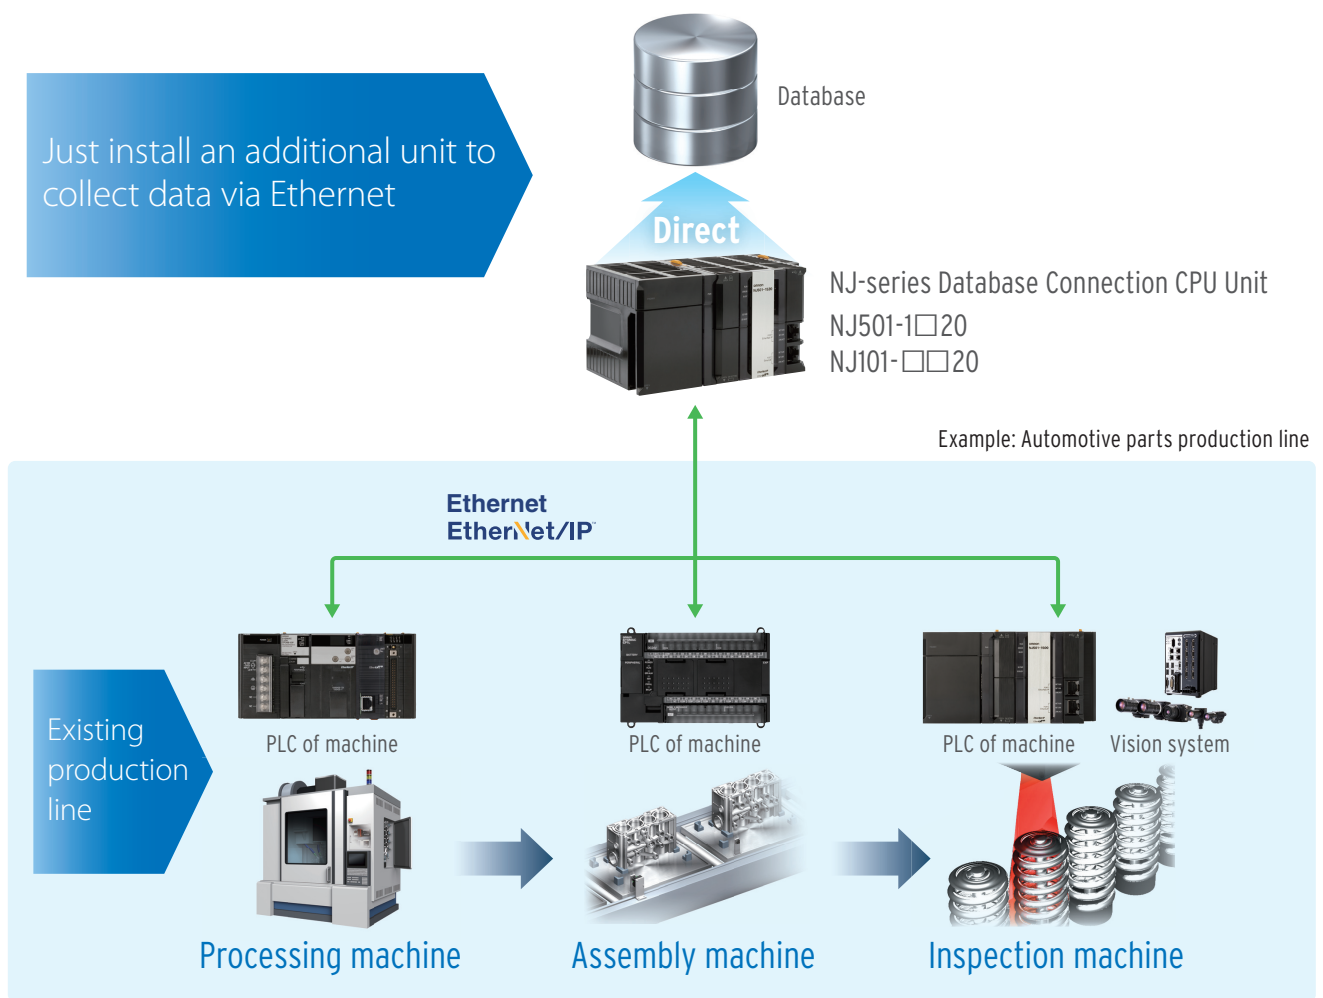 Database
Just install an additional unit to
collect data via Ethernet
Direct
NJ-series Database Connection CPU Unit
NJ501-1□20
NJ101-□□20
Example: Automotive parts production line
Ethernet
EtherNet/IP™
Existing
production
line
PLC of machine
PLC of machine
PLC of machine
Vision system
Processing machine
Assembly machine
Inspection machine